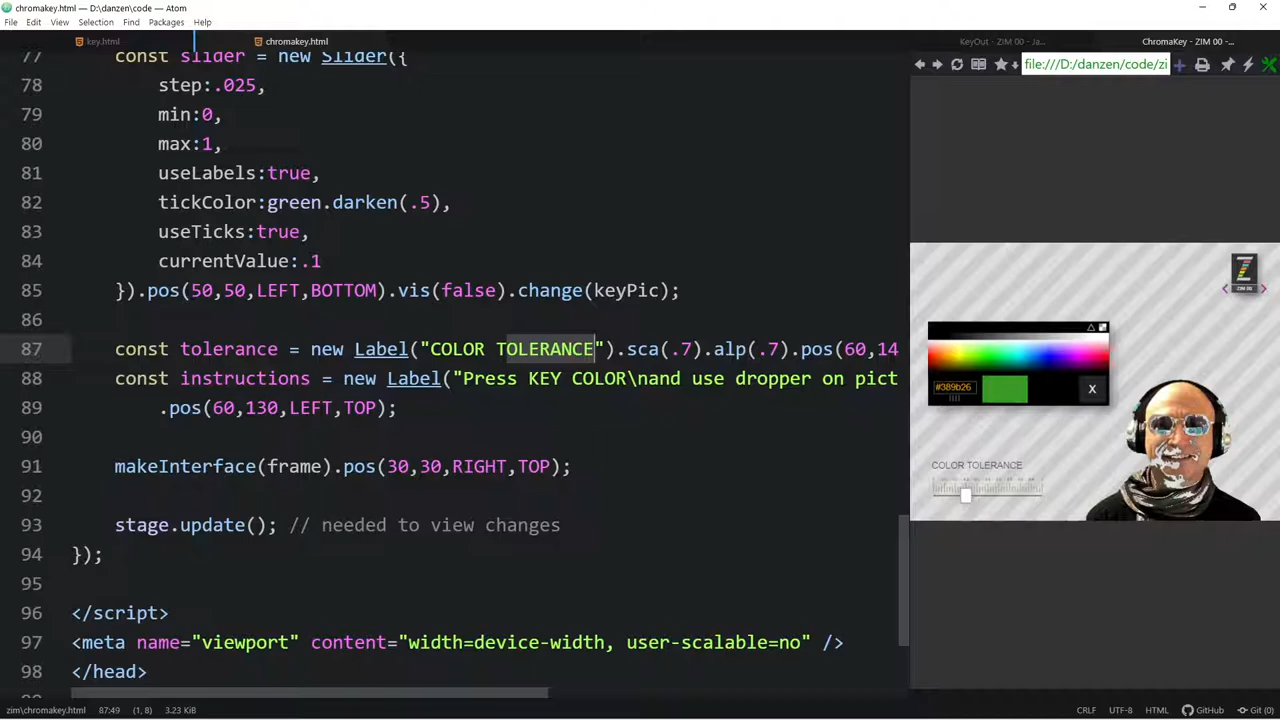 chromakey.html — D:\danzen\code — Atom
File Edit View Selection Find Packages Help
key.html chromakey.html KeyOut - ZIM 00 - Ja... ChromaKey - ZIM 00 -...
file:///D:/danzen/code/zi
77 const slider = new Slider({
78 step:.025,
79 min:0,
80 max:1,
81 useLabels:true,
82 tickColor:green.darken(.5),
83 useTicks:true,
84 currentValue:.1
85 }).pos(50,50,LEFT,BOTTOM).vis(false).change(keyPic);
86
87 const tolerance = new Label("COLOR TOLERANCE").sca(.7).alp(.7).pos(60,14
88 const instructions = new Label("Press KEY COLOR\nand use dropper on pict
89 .pos(60,130,LEFT,TOP);
90
91 makeInterface(frame).pos(30,30,RIGHT,TOP);
92
93 stage.update(); // needed to view changes
94 });
95
96 </script>
97 <meta name="viewport" content="width=device-width, user-scalable=no" />
98 </head>
ZIM 00
#389b26 X
COLOR TOLERANCE
zim\chromakey.html 87:49 (1, 8) 3.23 KiB CRLF UTF-8 HTML GitHub Git (0)